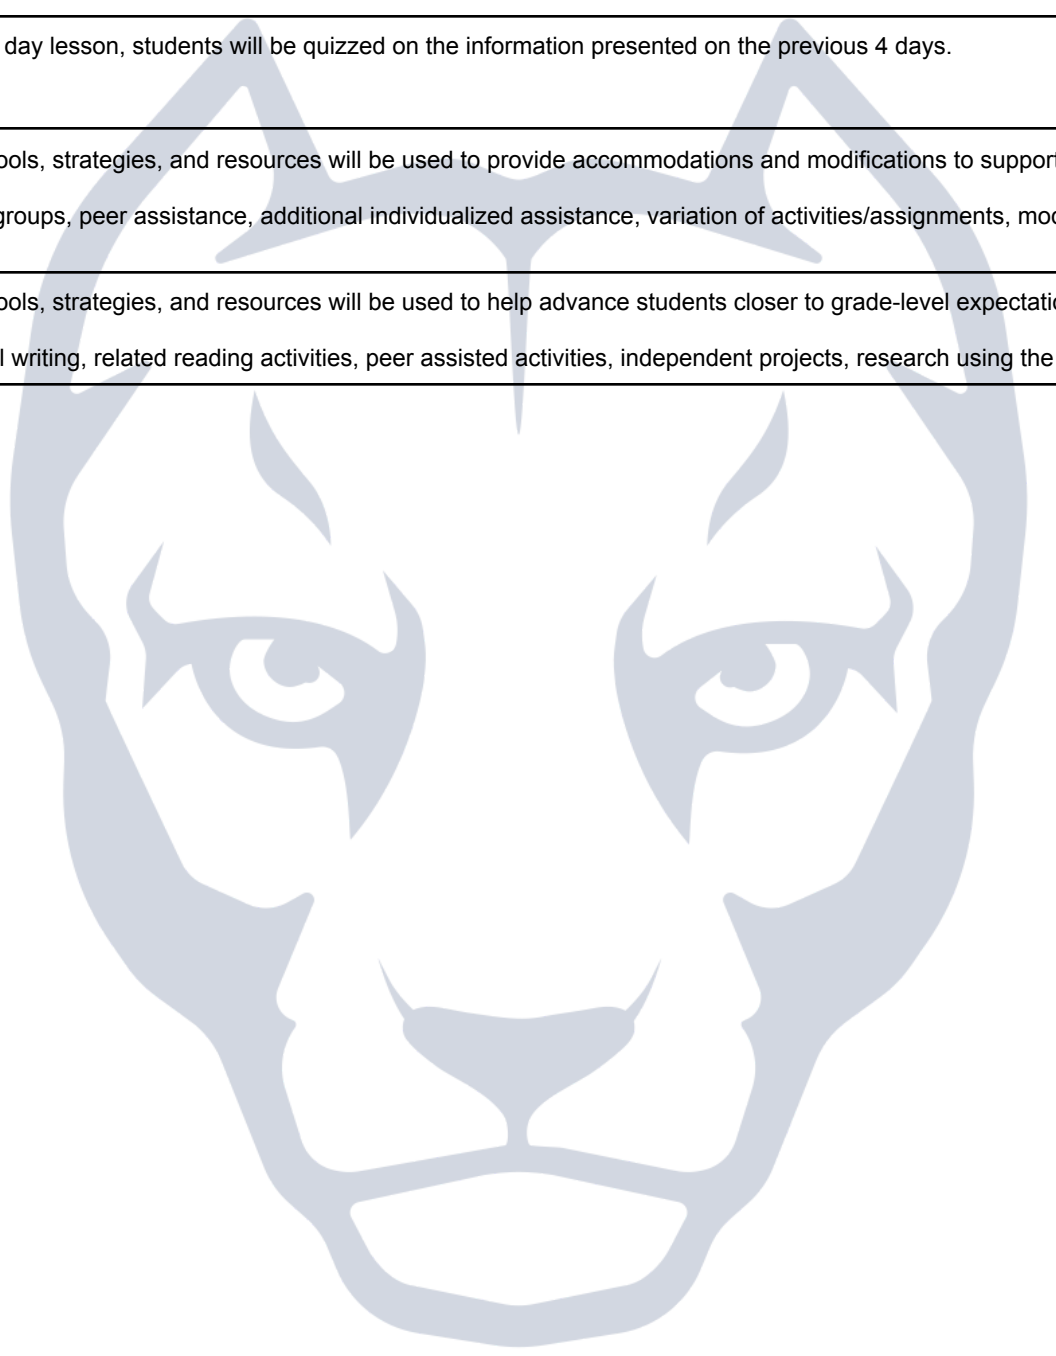 day lesson, students will be quizzed on the information presented on the previous 4 days.
ools, strategies, and resources will be used to provide accommodations and modifications to support
groups, peer assistance, additional individualized assistance, variation of activities/assignments, mod
ools, strategies, and resources will be used to help advance students closer to grade-level expectatio
l writing, related reading activities, peer assisted activities, independent projects, research using the